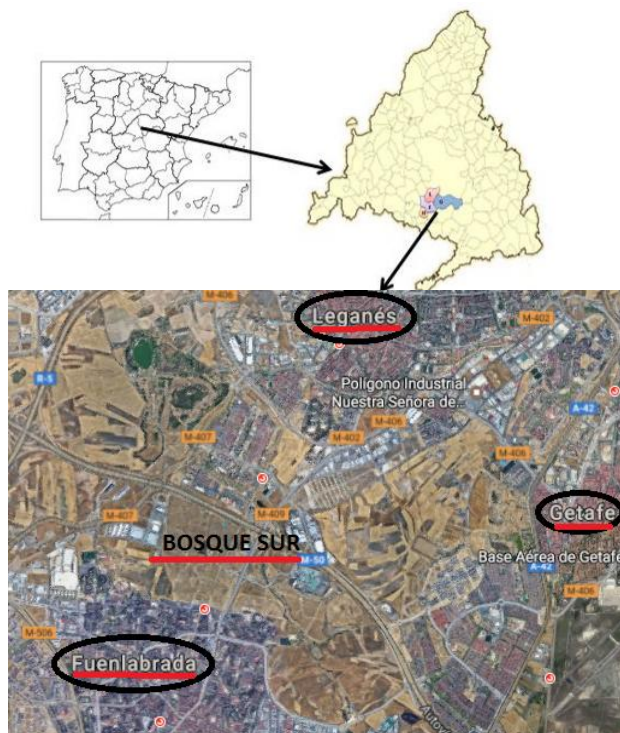 M-406
Leganés
M-402
Polígono Industrial
Nuestra Señora de...
R-5
A-42
M-407
M-402
M-406
M-406
Getafe
M-407
M-409
BOSQUE SUR
M-50
Base Aérea de Getafe
A-42
M-406
M-506
Fuenlabrada